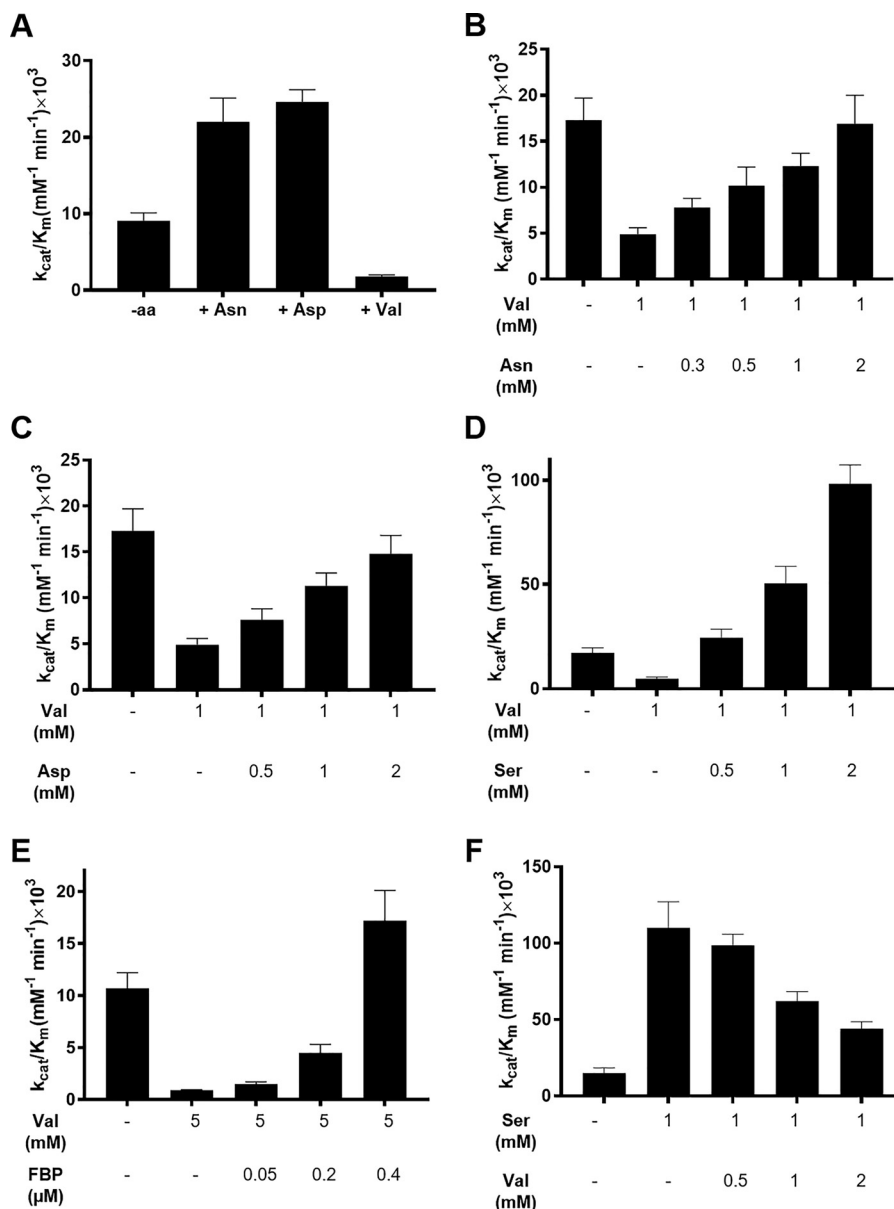 A
k_cat/K_m(mM⁻¹ min⁻¹)×10³
30
20
10
0
-aa + Asn + Asp + Val
B
k_cat/K_m (mM⁻¹ min⁻¹)×10³
25
20
15
10
5
0
Val - 1 1 1 1 1
(mM)
Asn - - 0.3 0.5 1 2
(mM)
C
k_cat/K_m (mM⁻¹ min⁻¹)×10³
25
20
15
10
5
0
Val - 1 1 1 1
(mM)
Asp - - 0.5 1 2
(mM)
D
k_cat/K_m (mM⁻¹ min⁻¹)×10³
100
50
0
Val - 1 1 1 1
(mM)
Ser - - 0.5 1 2
(mM)
E
k_cat/K_m(mM⁻¹ min⁻¹)×10³
20
15
10
5
0
Val - 5 5 5 5
(mM)
FBP - - 0.05 0.2 0.4
(µM)
F
k_cat/K_m (mM⁻¹ min⁻¹)×10³
150
100
50
0
Ser - 1 1 1 1
(mM)
Val - - 0.5 1 2
(mM)